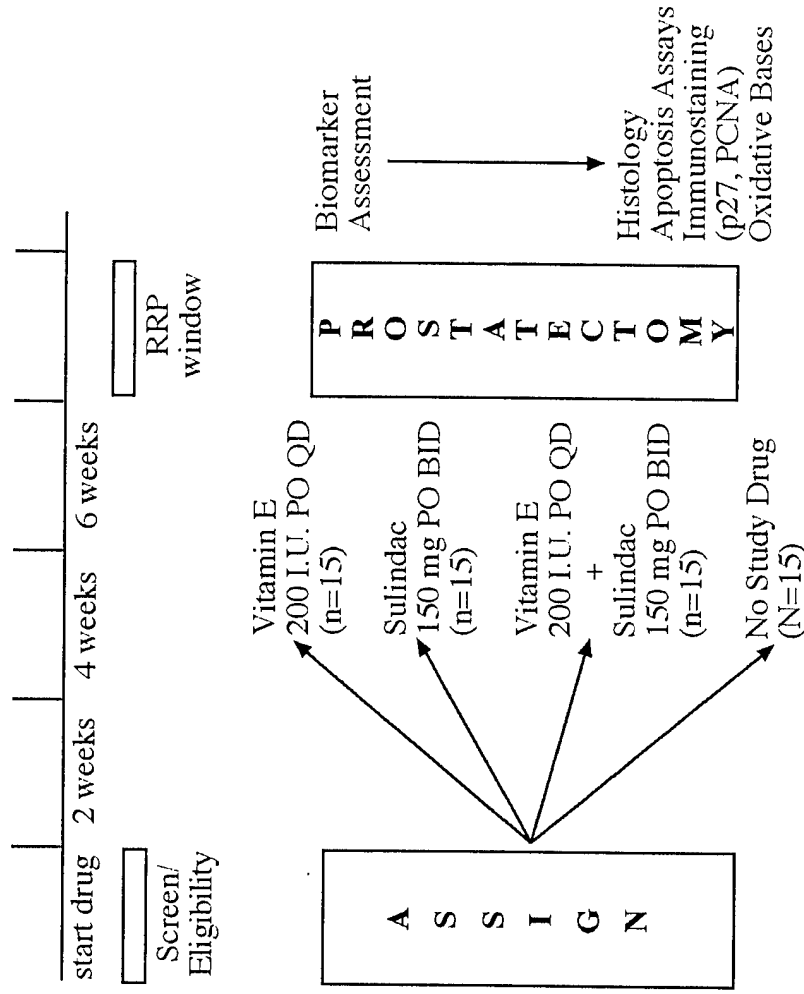 start drug
2 weeks
4 weeks
6 weeks
Screen/
Eligibility
RRP
window
ASSIGN
Vitamin E
200 I.U. PO QD
(n=15)
Sulindac
150 mg PO BID
(n=15)
Vitamin E
200 I.U. PO QD
+
Sulindac
150 mg PO BID
(n=15)
No Study Drug
(N=15)
PROSTATECTOMY
Biomarker
Assessment
Histology
Apoptosis Assays
Immunostaining
(p27, PCNA)
Oxidative Bases